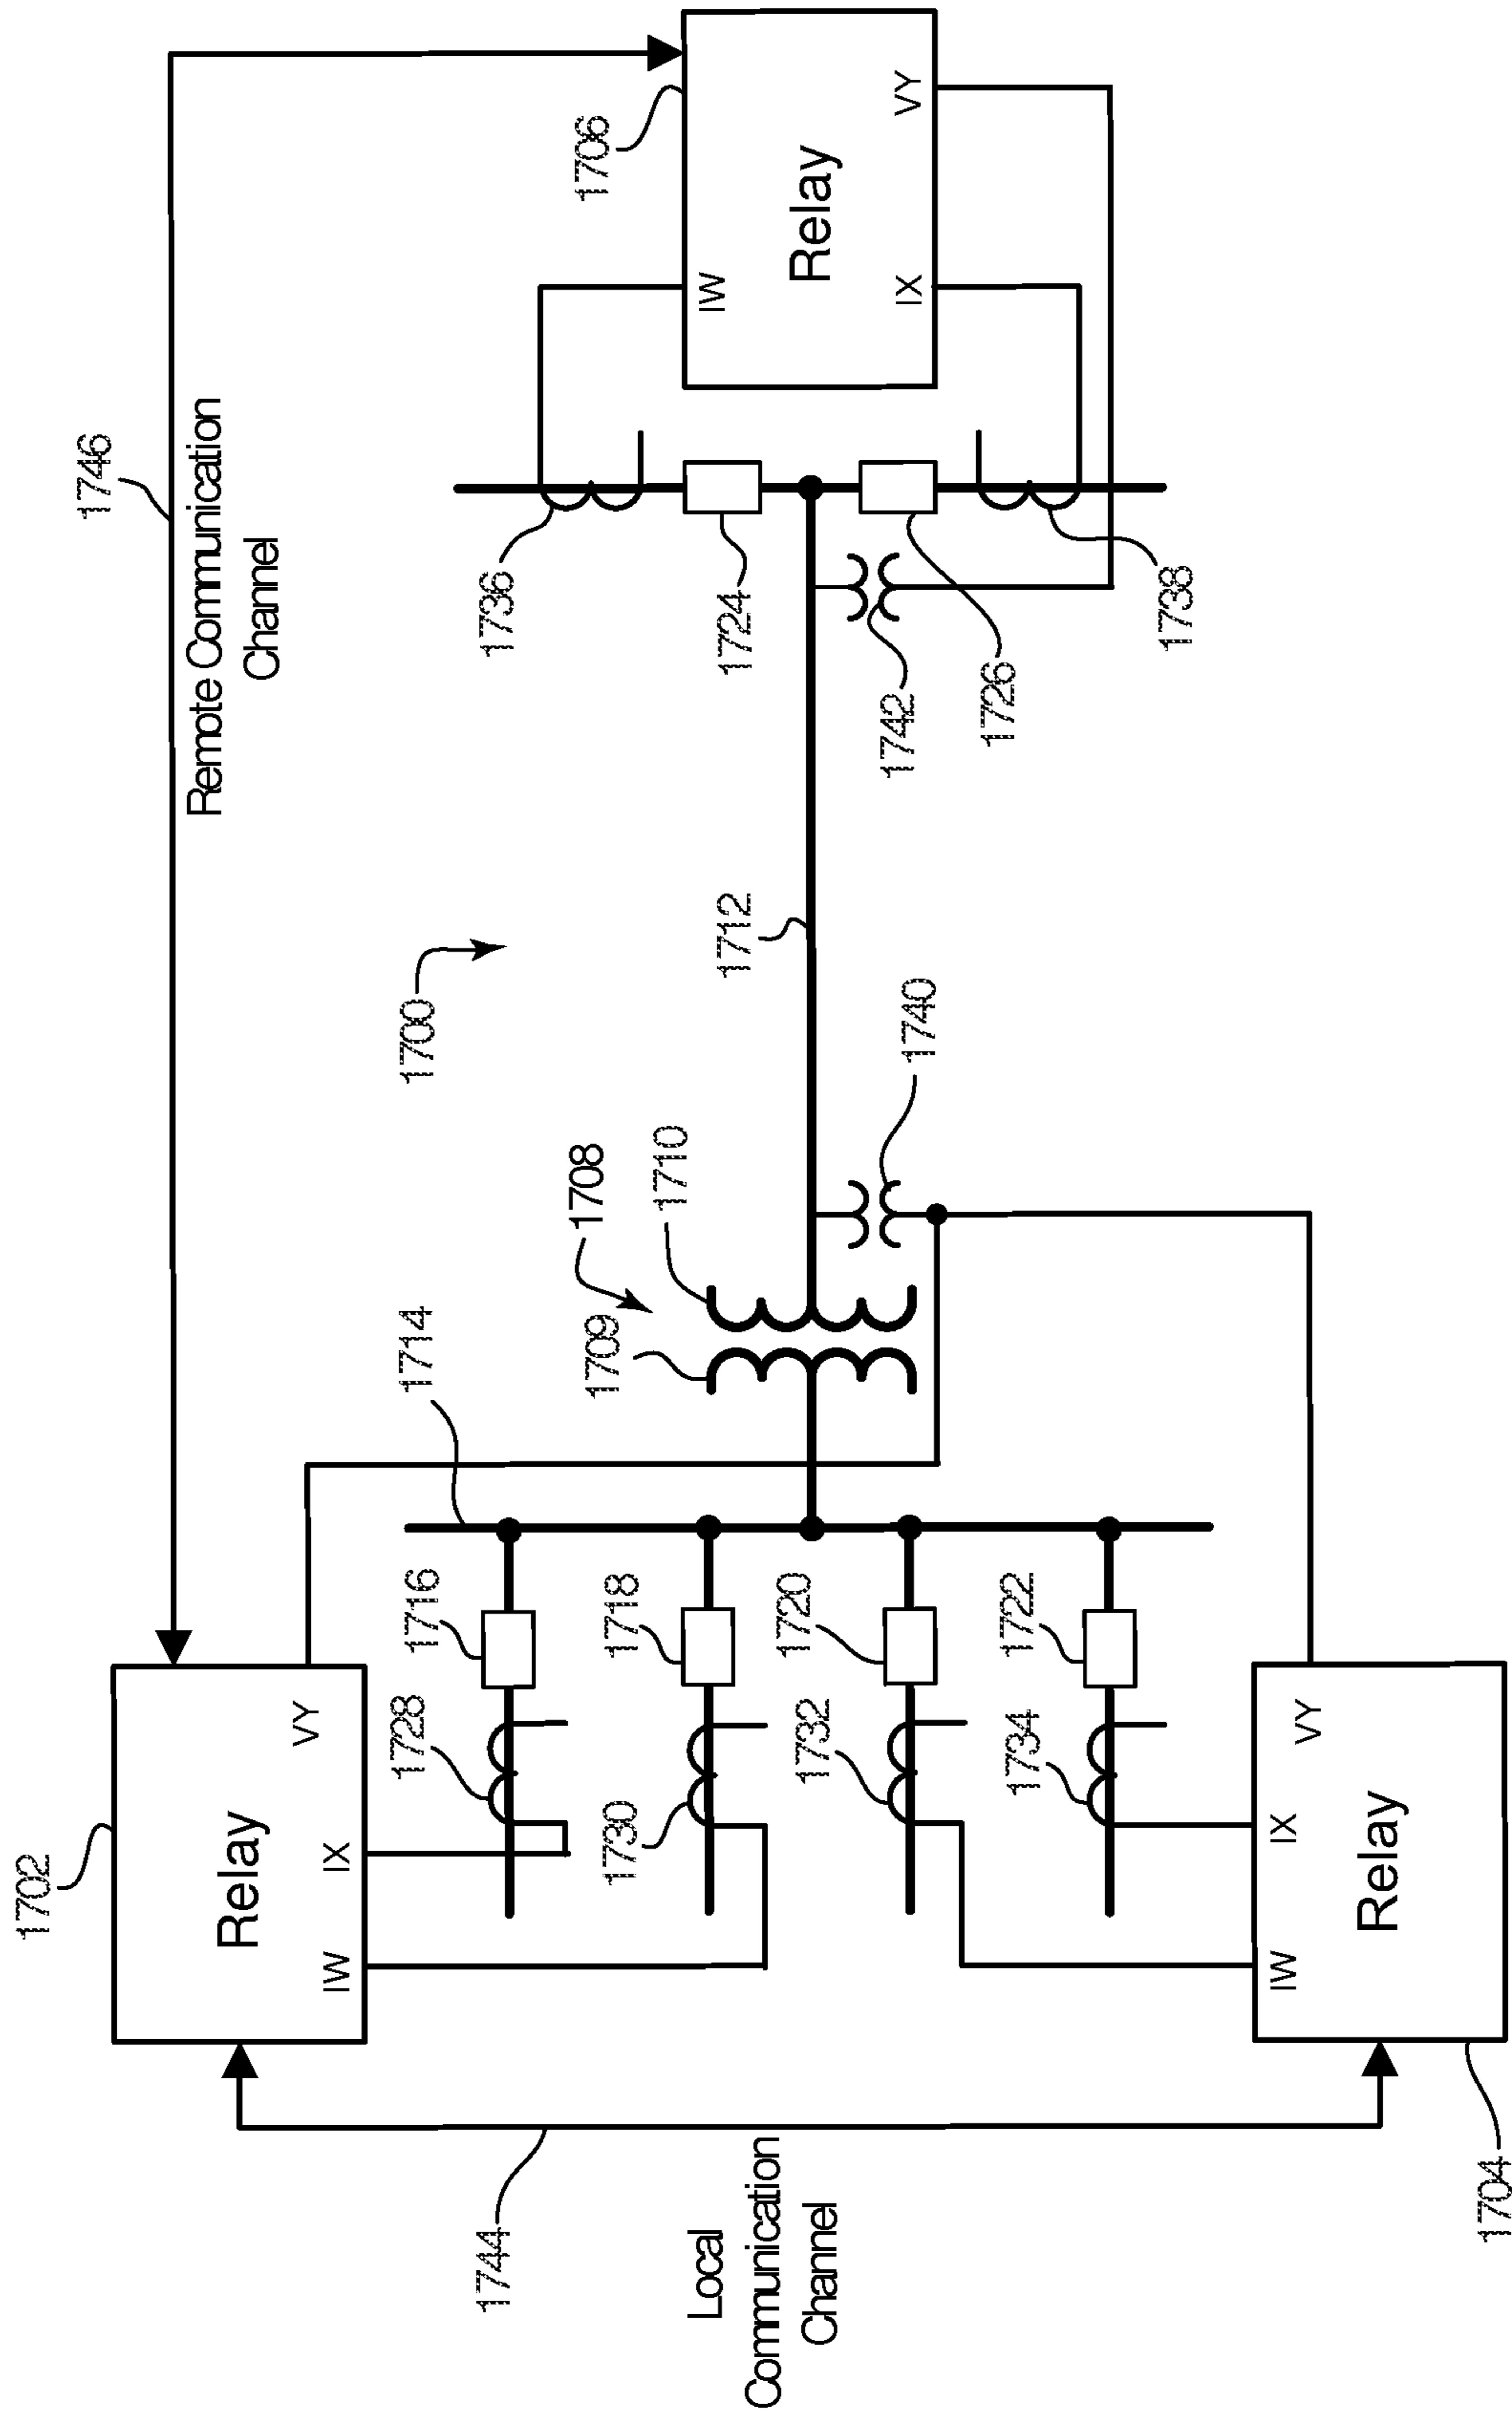 1746
Remote Communication
Channel
1700
1702
Relay
IW
IX
VY
1706
Relay
IW
IX
VY
1714
1716
1728
1718
1730
1720
1732
1722
1734
1708
1709
1710
1740
1712
1736
1724
1742
1726
1738
1744
Local
Communication
Channel
1704
Relay
IW
IX
VY